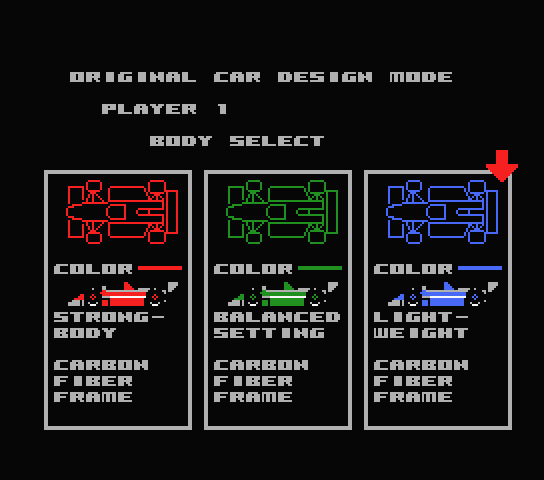 ORIGINAL CAR DESIGN MODE
PLAYER 1
BODY SELECT
COLOR
STRONG-
BODY
CARBON
FIBER
FRAME
COLOR
BALANCED
SETTING
CARBON
FIBER
FRAME
COLOR
LIGHT-
WEIGHT
CARBON
FIBER
FRAME